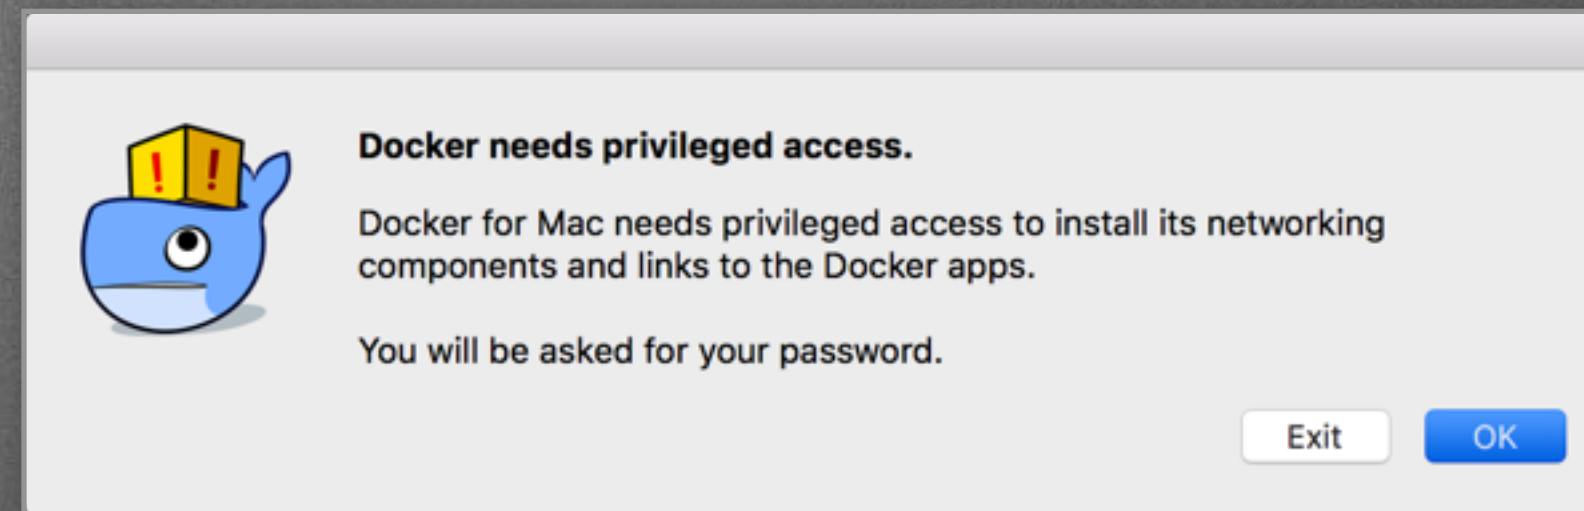 ! !
Docker needs privileged access.
Docker for Mac needs privileged access to install its networking
components and links to the Docker apps.
You will be asked for your password.
Exit OK